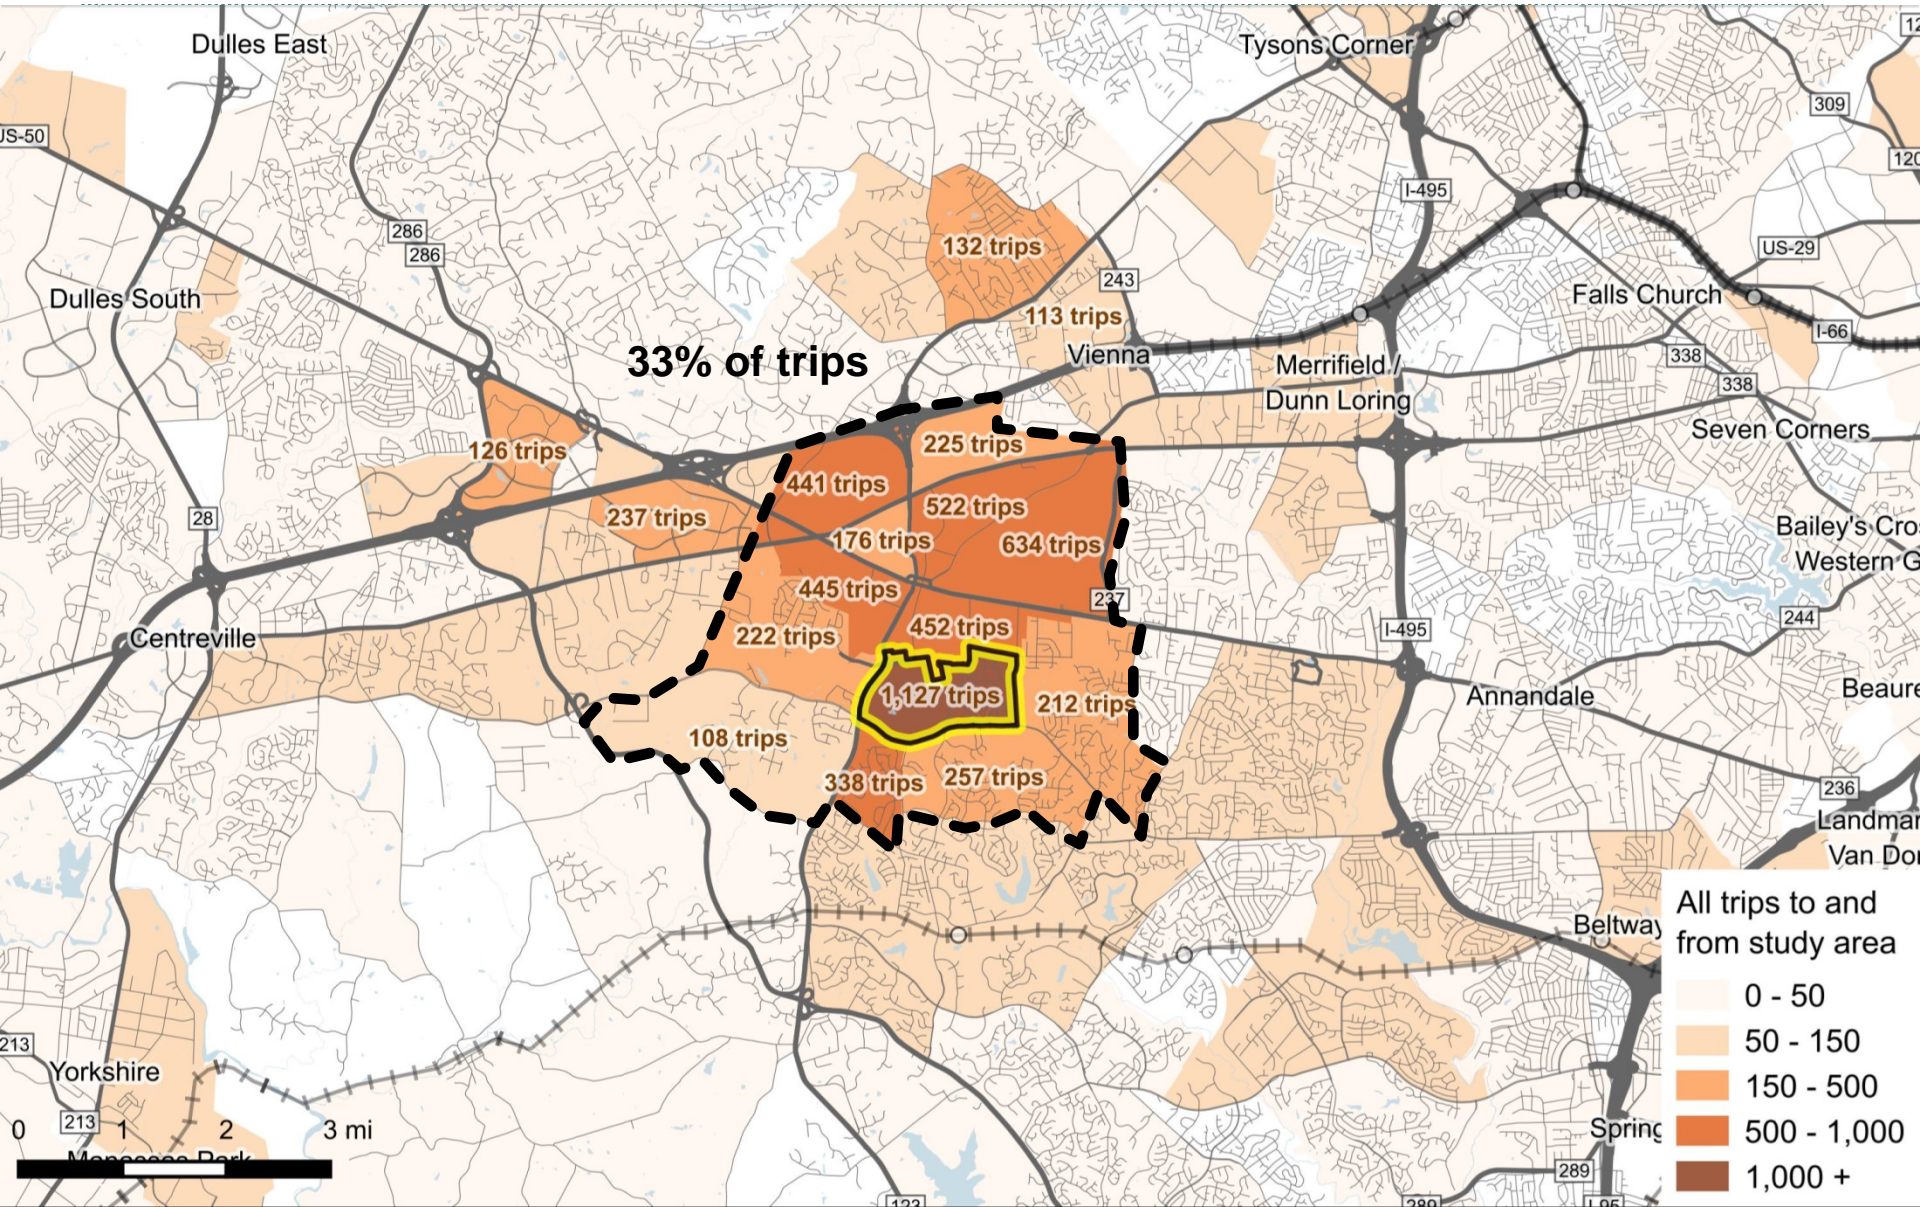 Dulles East
Tysons Corner
309
US-50
I-495
286
286
132 trips
243
US-29
Dulles South
Falls Church
113 trips
I-66
33% of trips
Vienna
338
Merrifield /
Dunn Loring
338
126 trips
225 trips
Seven Corners
441 trips
237 trips
522 trips
28
176 trips
634 trips
445 trips
237
222 trips
452 trips
I-495
244
Centreville
1,127 trips
212 trips
Annandale
108 trips
338 trips
257 trips
236
All trips to and
from study area
0 - 50
50 - 150
150 - 500
500 - 1,000
1,000 +
213
Yorkshire
213
0 1 2 3 mi
Manassas Park
289
123
289
I-95